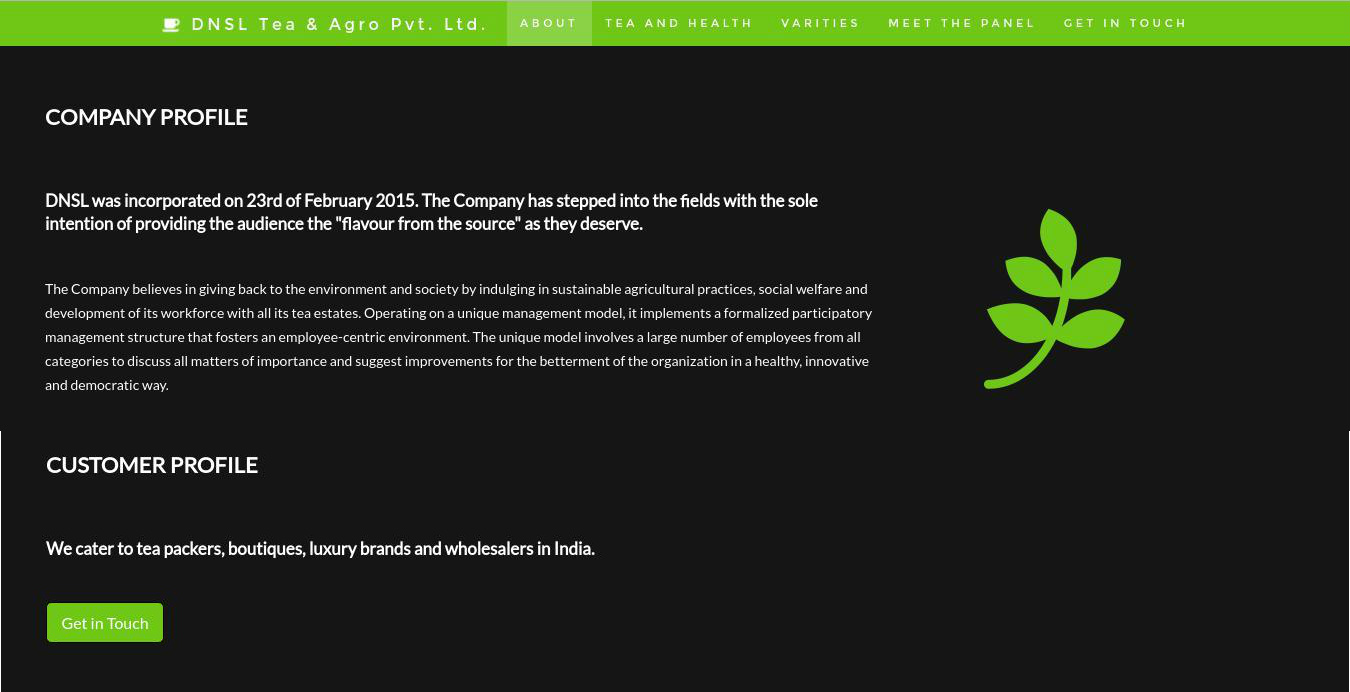 DNSL Tea & Agro Pvt. Ltd. ABOUT TEA AND HEALTH VARITIES MEET THE PANEL GET IN TOUCH
COMPANY PROFILE
DNSL was incorporated on 23rd of February 2015. The Company has stepped into the fields with the sole
intention of providing the audience the "flavour from the source" as they deserve.
The Company believes in giving back to the environment and society by indulging in sustainable agricultural practices, social welfare and
development of its workforce with all its tea estates. Operating on a unique management model, it implements a formalized participatory
management structure that fosters an employee-centric environment. The unique model involves a large number of employees from all
categories to discuss all matters of importance and suggest improvements for the betterment of the organization in a healthy, innovative
and democratic way.
CUSTOMER PROFILE
We cater to tea packers, boutiques, luxury brands and wholesalers in India.
Get in Touch